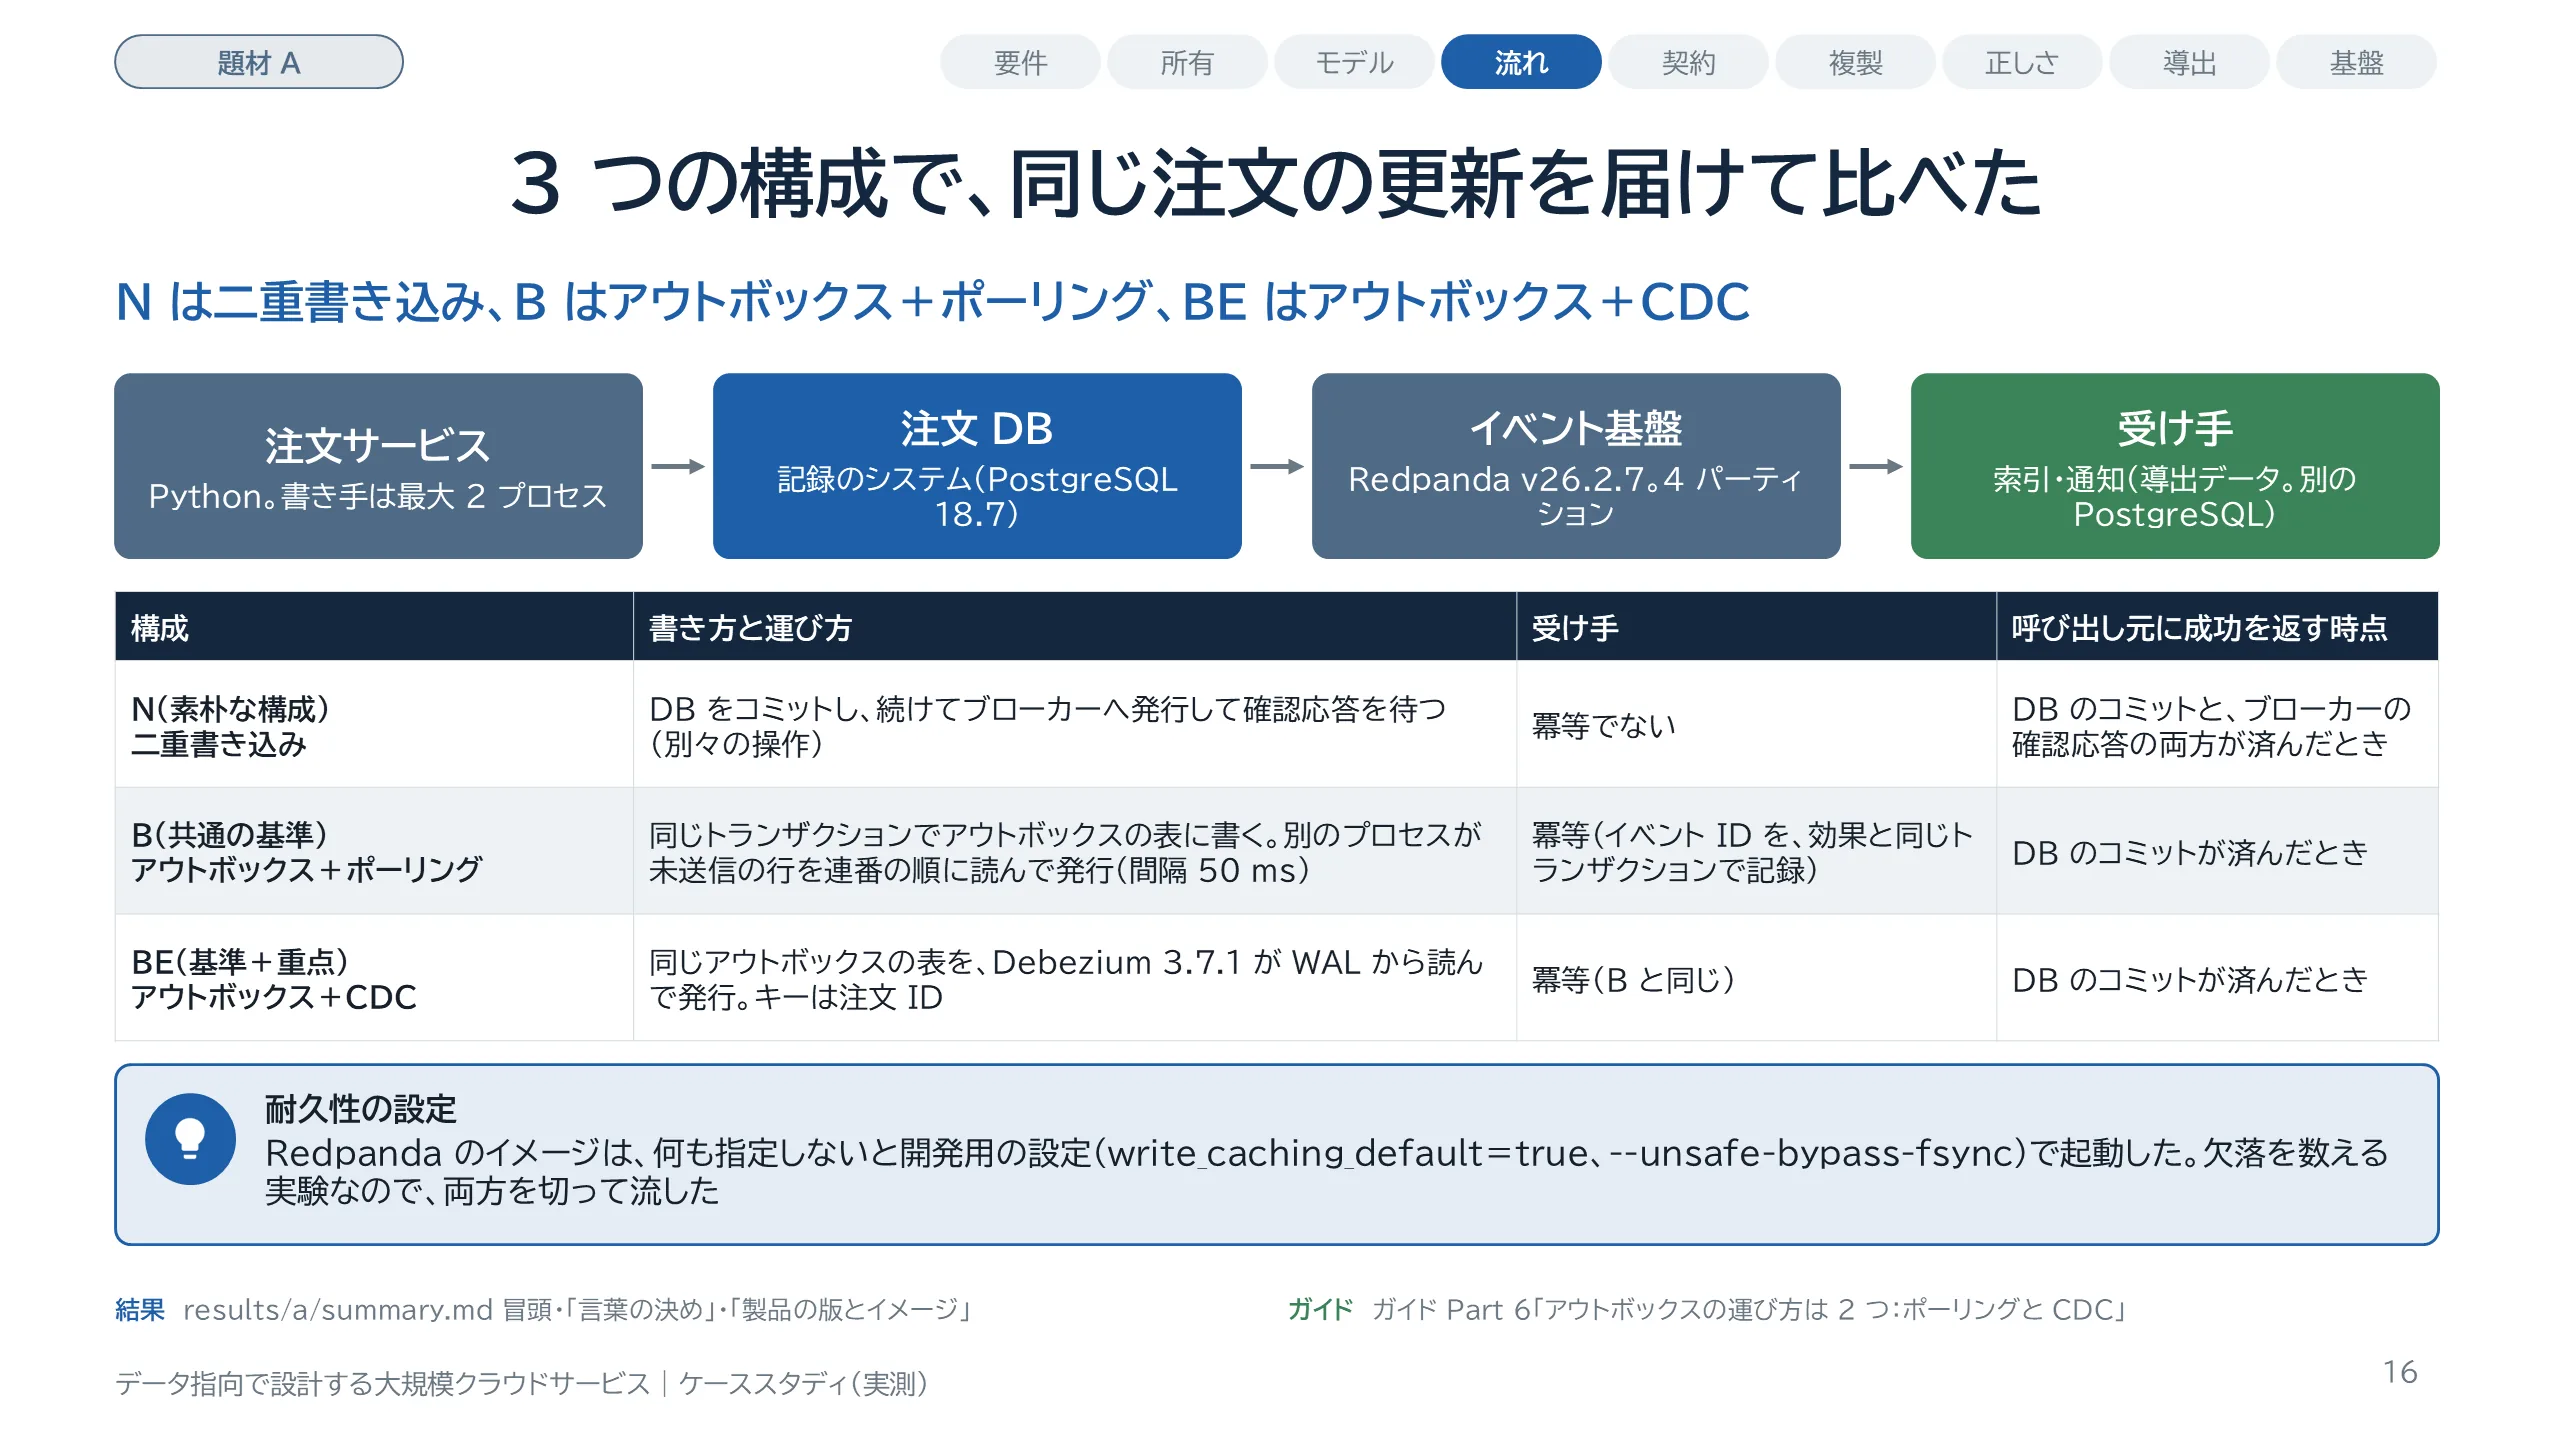 題材 A
要件
所有
モデル
流れ
契約
複製
正しさ
導出
基盤
3 つの構成で、同じ注文の更新を届けて比べた
N は二重書き込み、B はアウトボックス＋ポーリング、BE はアウトボックス＋CDC
注文サービス
Python。書き手は最大 2 プロセス
注文 DB
記録のシステム（PostgreSQL
18.7）
イベント基盤
Redpanda v26.2.7。4 パーティ
ション
受け手
索引・通知（導出データ。別の
PostgreSQL）
構成
書き方と運び方
受け手
呼び出し元に成功を返す時点
N（素朴な構成）
二重書き込み
DB をコミットし、続けてブローカーへ発行して確認応答を待つ
（別々の操作）
冪等でない
DB のコミットと、ブローカーの
確認応答の両方が済んだとき
B（共通の基準）
アウトボックス＋ポーリング
同じトランザクションでアウトボックスの表に書く。別のプロセスが
未送信の行を連番の順に読んで発行（間隔 50 ms）
冪等（イベント ID を、効果と同じト
ランザクションで記録）
DB のコミットが済んだとき
BE（基準＋重点）
アウトボックス＋CDC
同じアウトボックスの表を、Debezium 3.7.1 が WAL から読ん
で発行。キーは注文 ID
冪等（B と同じ）
DB のコミットが済んだとき
耐久性の設定
Redpanda のイメージは、何も指定しないと開発用の設定（write_caching_default＝true、--unsafe-bypass-fsync）で起動した。欠落を数える
実験なので、両方を切って流した
結果 results/a/summary.md 冒頭・「言葉の決め」・「製品の版とイメージ」
ガイド ガイド Part 6「アウトボックスの運び方は 2 つ：ポーリングと CDC」
データ指向で設計する大規模クラウドサービス｜ケーススタディ（実測）
16